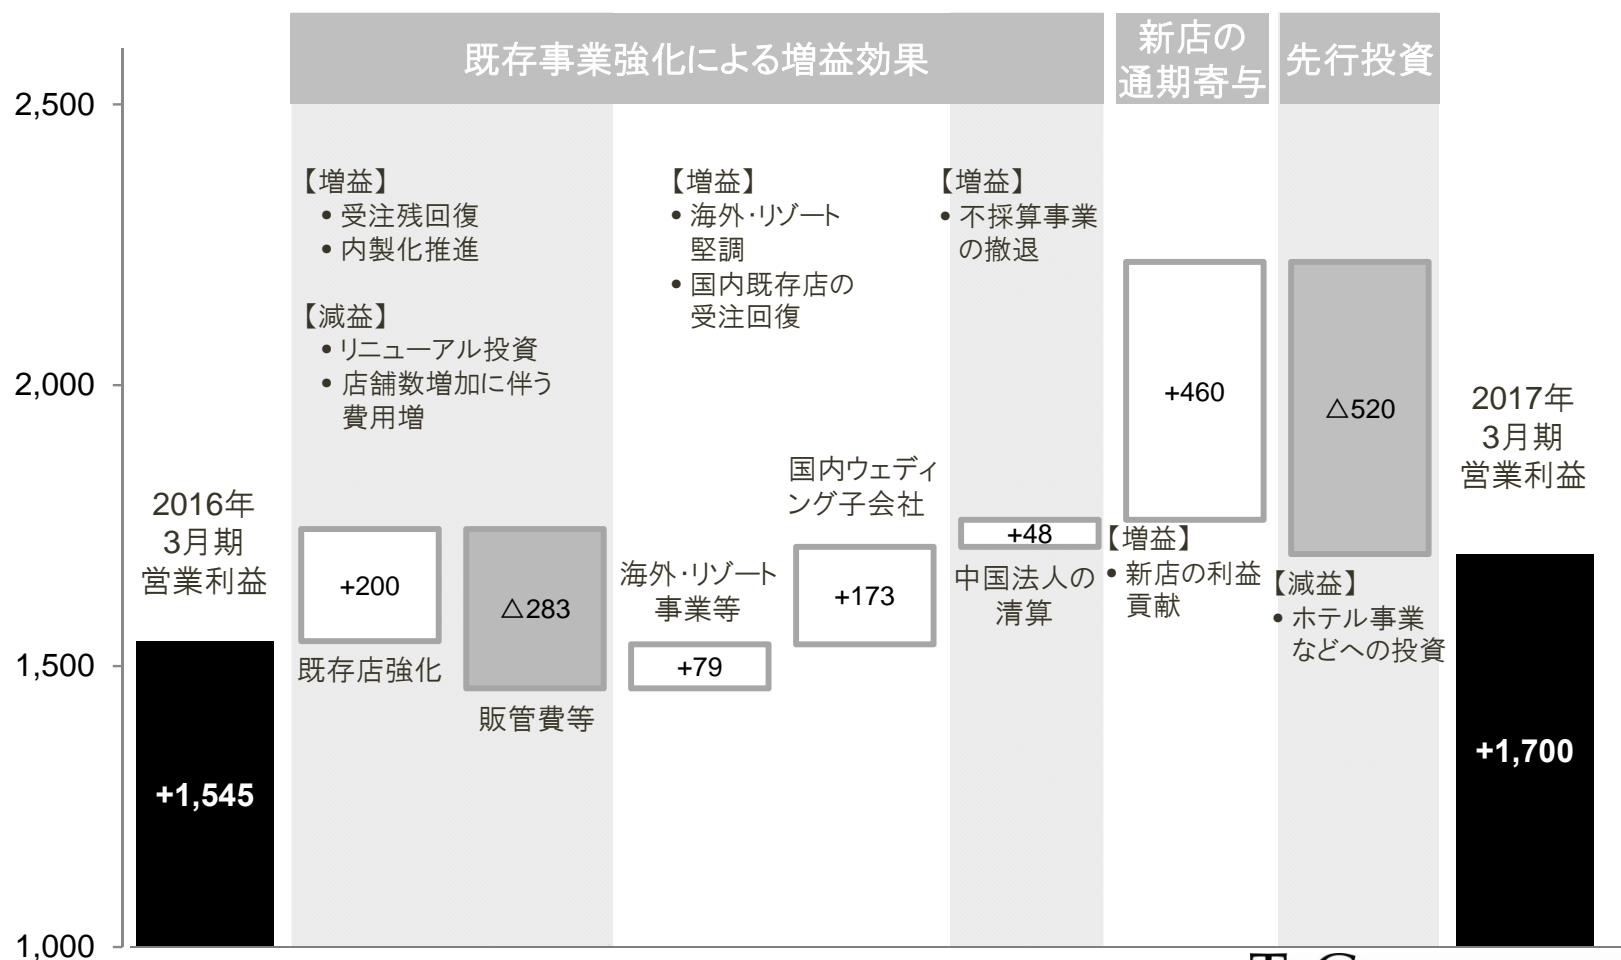 既存事業強化による増益効果
新店の
通期寄与
先行投資
2,500
2,000
1,500
1,000
【増益】
• 受注残回復
• 内製化推進
【減益】
• リニューアル投資
• 店舗数増加に伴う
費用増
【増益】
• 海外・リゾート
堅調
• 国内既存店の
受注回復
【増益】
• 不採算事業
の撤退
2016年
3月期
営業利益
+1,545
+200
既存店強化
△283
販管費等
海外・リゾート
事業等
+79
国内ウェディ
ング子会社
+173
+48
中国法人の
清算
+460
【増益】
• 新店の利益
貢献
△520
【減益】
• ホテル事業
などへの投資
2017年
3月期
営業利益
+1,700